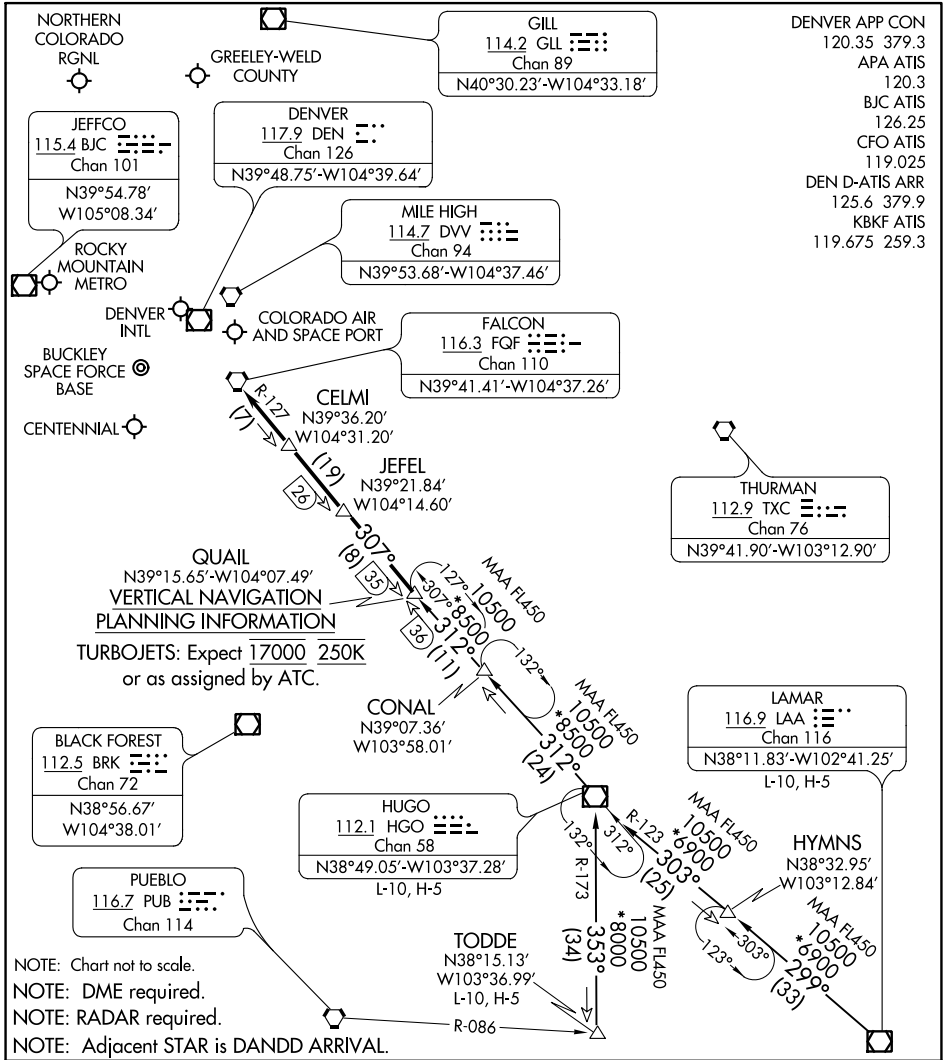 NORTHERN
COLORADO
RGNL
GREELEY-WELD
COUNTY
GILL
114.2 GLL
Chan 89
N40°30.23'-W104°33.18'
DENVER APP CON
120.35 379.3
APA ATIS
120.3
BJC ATIS
126.25
CFO ATIS
119.025
DEN D-ATIS ARR
125.6 379.9
KBKF ATIS
119.675 259.3
JEFFCO
115.4 BJC
Chan 101
N39°54.78'
W105°08.34'
DENVER
117.9 DEN
Chan 126
N39°48.75'-W104°39.64'
MILE HIGH
114.7 DVV
Chan 94
N39°53.68'-W104°37.46'
ROCKY
MOUNTAIN
METRO
DENVER
INTL
COLORADO AIR
AND SPACE PORT
BUCKLEY
SPACE FORCE
BASE
CENTENNIAL
FALCON
116.3 FQF
Chan 110
N39°41.41'-W104°37.26'
R-127
(7)
CELMI
N39°36.20'
W104°31.20'
(19)
26
JEFEL
N39°21.84'
W104°14.60'
THURMAN
112.9 TXC
Chan 76
N39°41.90'-W103°12.90'
307°
(8)
35
QUAIL
N39°15.65'-W104°07.49'
VERTICAL NAVIGATION
PLANNING INFORMATION
TURBOJETS: Expect 17000 250K
or as assigned by ATC.
127°
307°
MAA FL450
10500
*8500
312°
(11)
36
132°
CONAL
N39°07.36'
W103°58.01'
MAA FL450
10500
*8500
312°
(24)
LAMAR
116.9 LAA
Chan 116
N38°11.83'-W102°41.25'
L-10, H-5
BLACK FOREST
112.5 BRK
Chan 72
N38°56.67'
W104°38.01'
HUGO
112.1 HGO
Chan 58
N38°49.05'-W103°37.28'
L-10, H-5
132°
312°
R-123
MAA FL450
10500
*6900
303°
(25)
HYMNS
N38°32.95'
W103°12.84'
303°
123°
MAA FL450
10500
*6900
299°
(33)
PUEBLO
116.7 PUB
Chan 114
R-173
MAA FL450
10500
*8000
353°
(34)
TODDE
N38°15.13'
W103°36.99'
L-10, H-5
R-086
NOTE: Chart not to scale.
NOTE: DME required.
NOTE: RADAR required.
NOTE: Adjacent STAR is DANDD ARRIVAL.